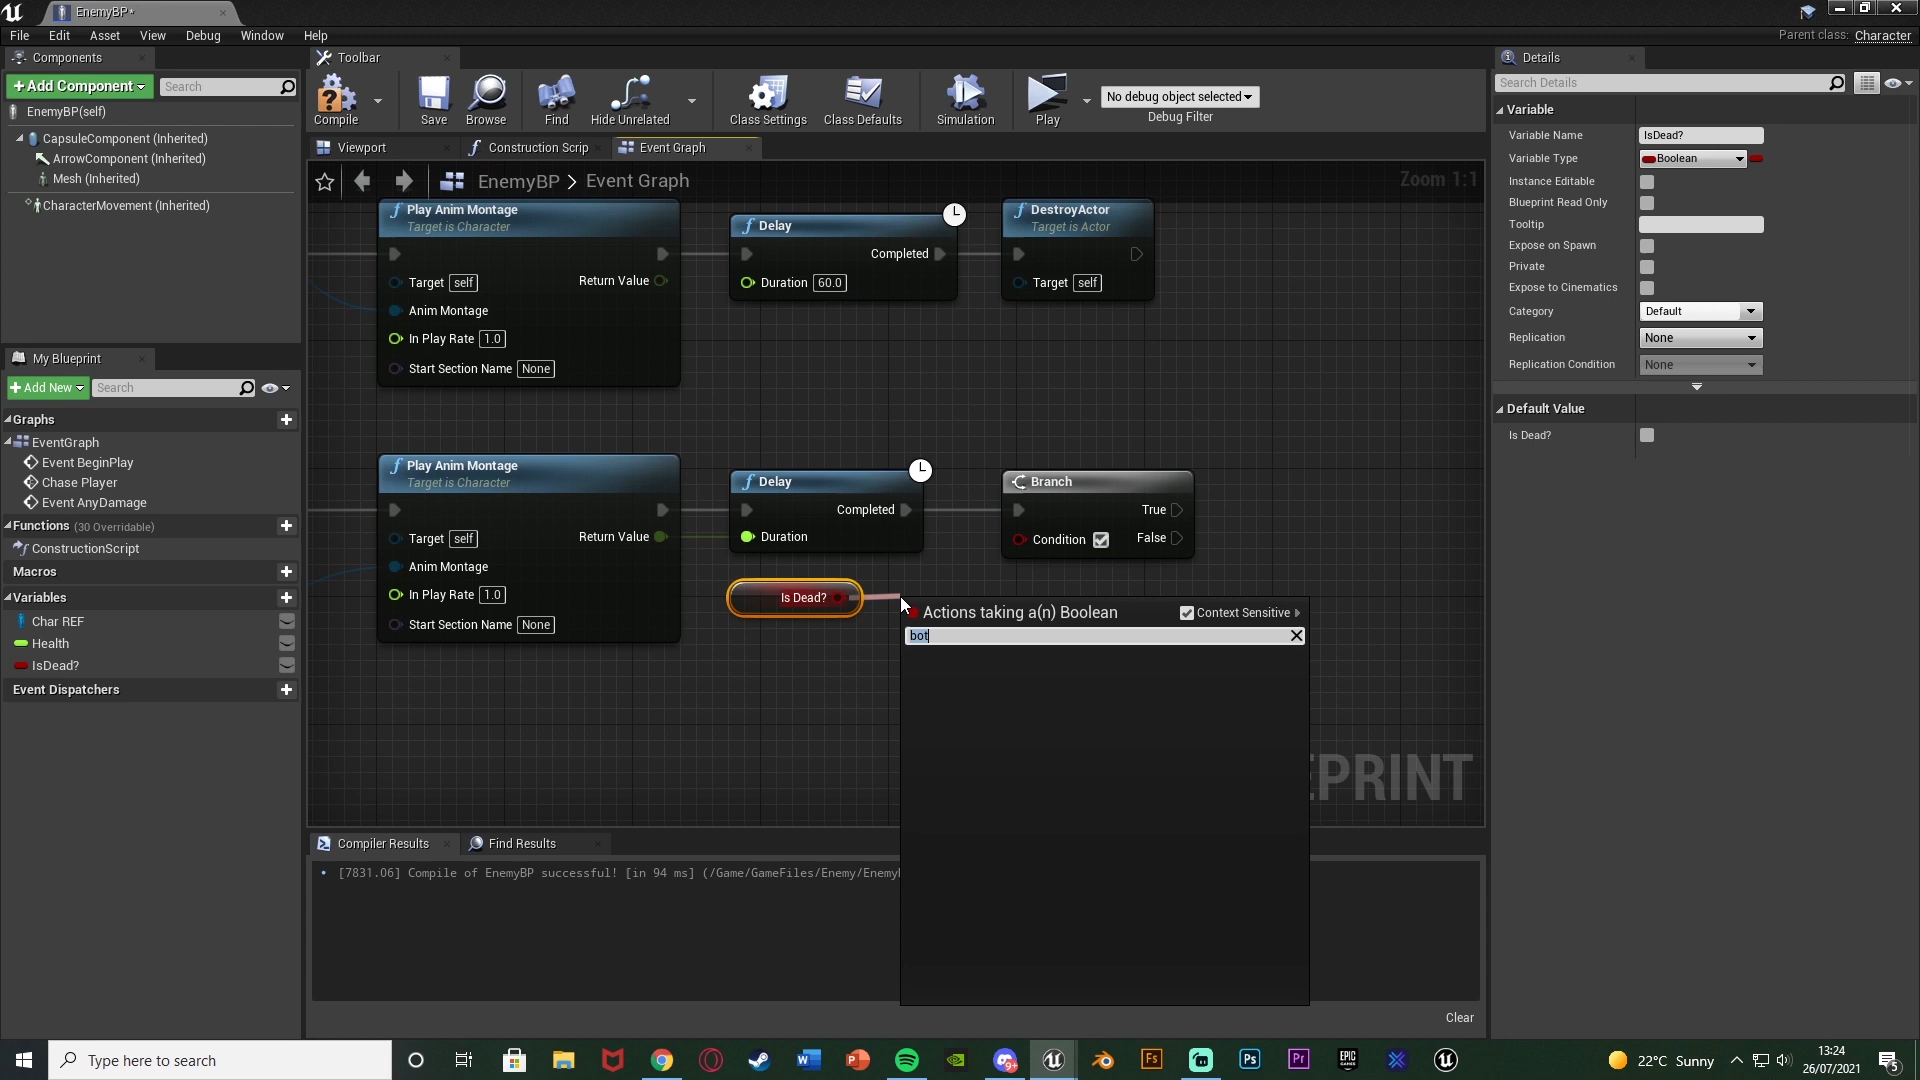 EnemyBP*
File Edit Asset View Debug Window Help
Parent class: Character
Components
Toolbar
Details
+Add Component
Search
Search Details
EnemyBP(self)
CapsuleComponent (Inherited)
ArrowComponent (Inherited)
Mesh (Inherited)
CharacterMovement (Inherited)
Compile
Save
Browse
Find
Hide Unrelated
Class Settings
Class Defaults
Simulation
Play
No debug object selected
Debug Filter
Viewport
Construction Scrip
Event Graph
EnemyBP > Event Graph
Zoom 1:1
Variable
Variable Name IsDead?
Variable Type Boolean
Instance Editable
Blueprint Read Only
Tooltip
Expose on Spawn
Private
Expose to Cinematics
Category Default
Replication None
Replication Condition None
Default Value
Is Dead?
My Blueprint
+Add New
Search
Graphs
EventGraph
Event BeginPlay
Chase Player
Event AnyDamage
Functions (30 Overridable)
ConstructionScript
Macros
Variables
Char REF
Health
IsDead?
Event Dispatchers
Play Anim Montage
Target is Character
Target self
Return Value
Anim Montage
In Play Rate 1.0
Start Section Name None
Delay
Completed
Duration 60.0
DestroyActor
Target is Actor
Target self
Play Anim Montage
Target is Character
Target self
Return Value
Anim Montage
In Play Rate 1.0
Start Section Name None
Delay
Completed
Duration
Branch
True
Condition
False
Is Dead?
Actions taking a(n) Boolean
Context Sensitive
bot
EPRINT
Compiler Results
Find Results
[7831.06] Compile of EnemyBP successful! [in 94 ms] (/Game/GameFiles/Enemy/Enemy
Clear
Type here to search
22°C Sunny
13:24
26/07/2021